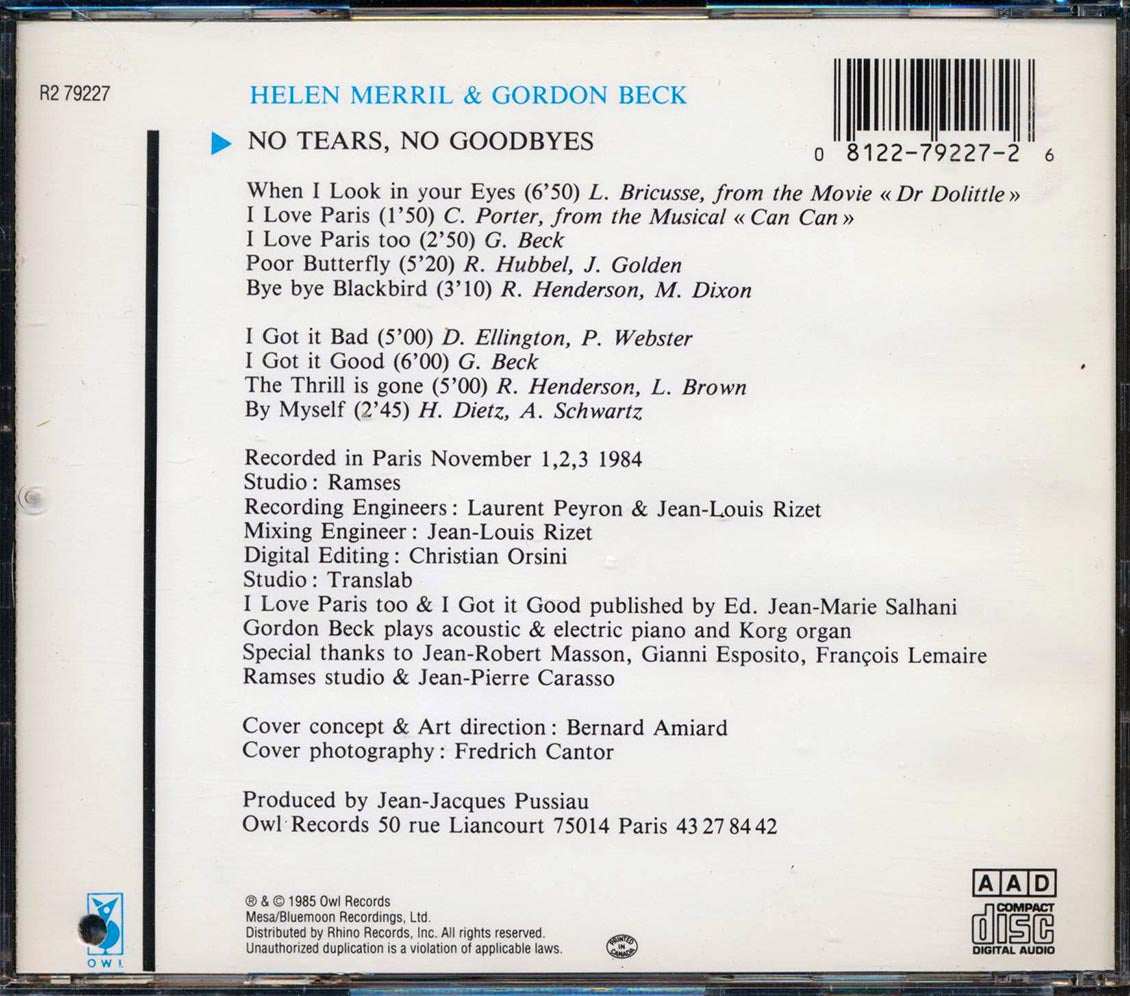 R2 79227
HELEN MERRIL & GORDON BECK
NO TEARS, NO GOODBYES
0 81227-79227-2 6
When I Look in your Eyes (6’50) L. Bricusse, from the Movie « Dr Dolittle »
I Love Paris (1’50) C. Porter, from the Musical « Can Can »
I Love Paris too (2’50) G. Beck
Poor Butterfly (5’20) R. Hubbel, J. Golden
Bye bye Blackbird (3’10) R. Henderson, M. Dixon
I Got it Bad (5’00) D. Ellington, P. Webster
I Got it Good (6’00) G. Beck
The Thrill is gone (5’00) R. Henderson, L. Brown
By Myself (2’45) H. Dietz, A. Schwartz
Recorded in Paris November 1,2,3 1984
Studio : Ramses
Recording Engineers : Laurent Peyron & Jean-Louis Rizet
Mixing Engineer : Jean-Louis Rizet
Digital Editing : Christian Orsini
Studio : Translab
I Love Paris too & I Got it Good published by Ed. Jean-Marie Salhani
Gordon Beck plays acoustic & electric piano and Korg organ
Special thanks to Jean-Robert Masson, Gianni Esposito, François Lemaire
Ramses studio & Jean-Pierre Carasso
Cover concept & Art direction : Bernard Amiard
Cover photography : Fredrich Cantor
Produced by Jean-Jacques Pussiau
Owl Records 50 rue Liancourt 75014 Paris 43 27 84 42
℗ & © 1985 Owl Records
Mesa/Bluemoon Recordings, Ltd.
Distributed by Rhino Records, Inc. All rights reserved.
Unauthorized duplication is a violation of applicable laws.
OWL
PRINTED
IN
CANADA
AAD
COMPACT
disc
DIGITAL AUDIO